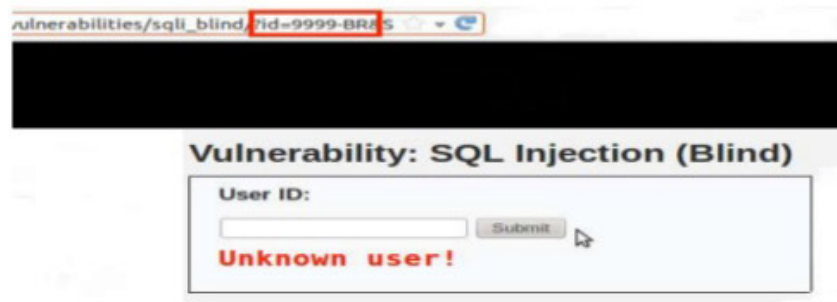 vulnerabilities/sqli_blind/?id=9999-BR&S
Vulnerability: SQL Injection (Blind)
User ID:
Submit
Unknown user!